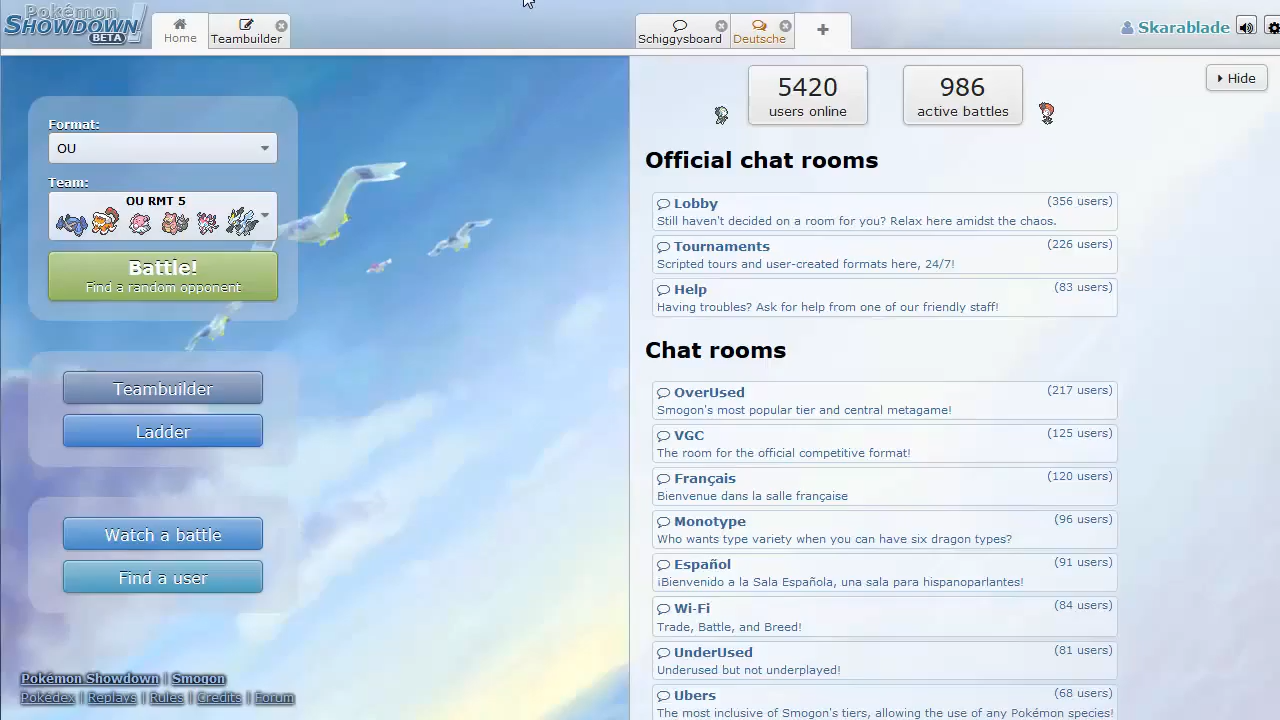 Pokémon
SHOWDOWN!
BETA
Home
Teambuilder
Schiggysboard
Deutsche
Skarablade
Format:
OU
Team:
OU RMT 5
Battle!
Find a random opponent
Teambuilder
Ladder
Watch a battle
Find a user
Pokémon Showdown | Smogon
Pokédex | Replays | Rules | Credits | Forum
5420
users online
986
active battles
Hide
Official chat rooms
Lobby (356 users)
Still haven't decided on a room for you? Relax here amidst the chaos.
Tournaments (226 users)
Scripted tours and user-created formats here, 24/7!
Help (83 users)
Having troubles? Ask for help from one of our friendly staff!
Chat rooms
OverUsed (217 users)
Smogon's most popular tier and central metagame!
VGC (125 users)
The room for the official competitive format!
Français (120 users)
Bienvenue dans la salle française
Monotype (96 users)
Who wants type variety when you can have six dragon types?
Español (91 users)
¡Bienvenido a la Sala Española, una sala para hispanoparlantes!
Wi-Fi (84 users)
Trade, Battle, and Breed!
UnderUsed (81 users)
Underused but not underplayed!
Ubers (68 users)
The most inclusive of Smogon's tiers, allowing the use of any Pokémon species!